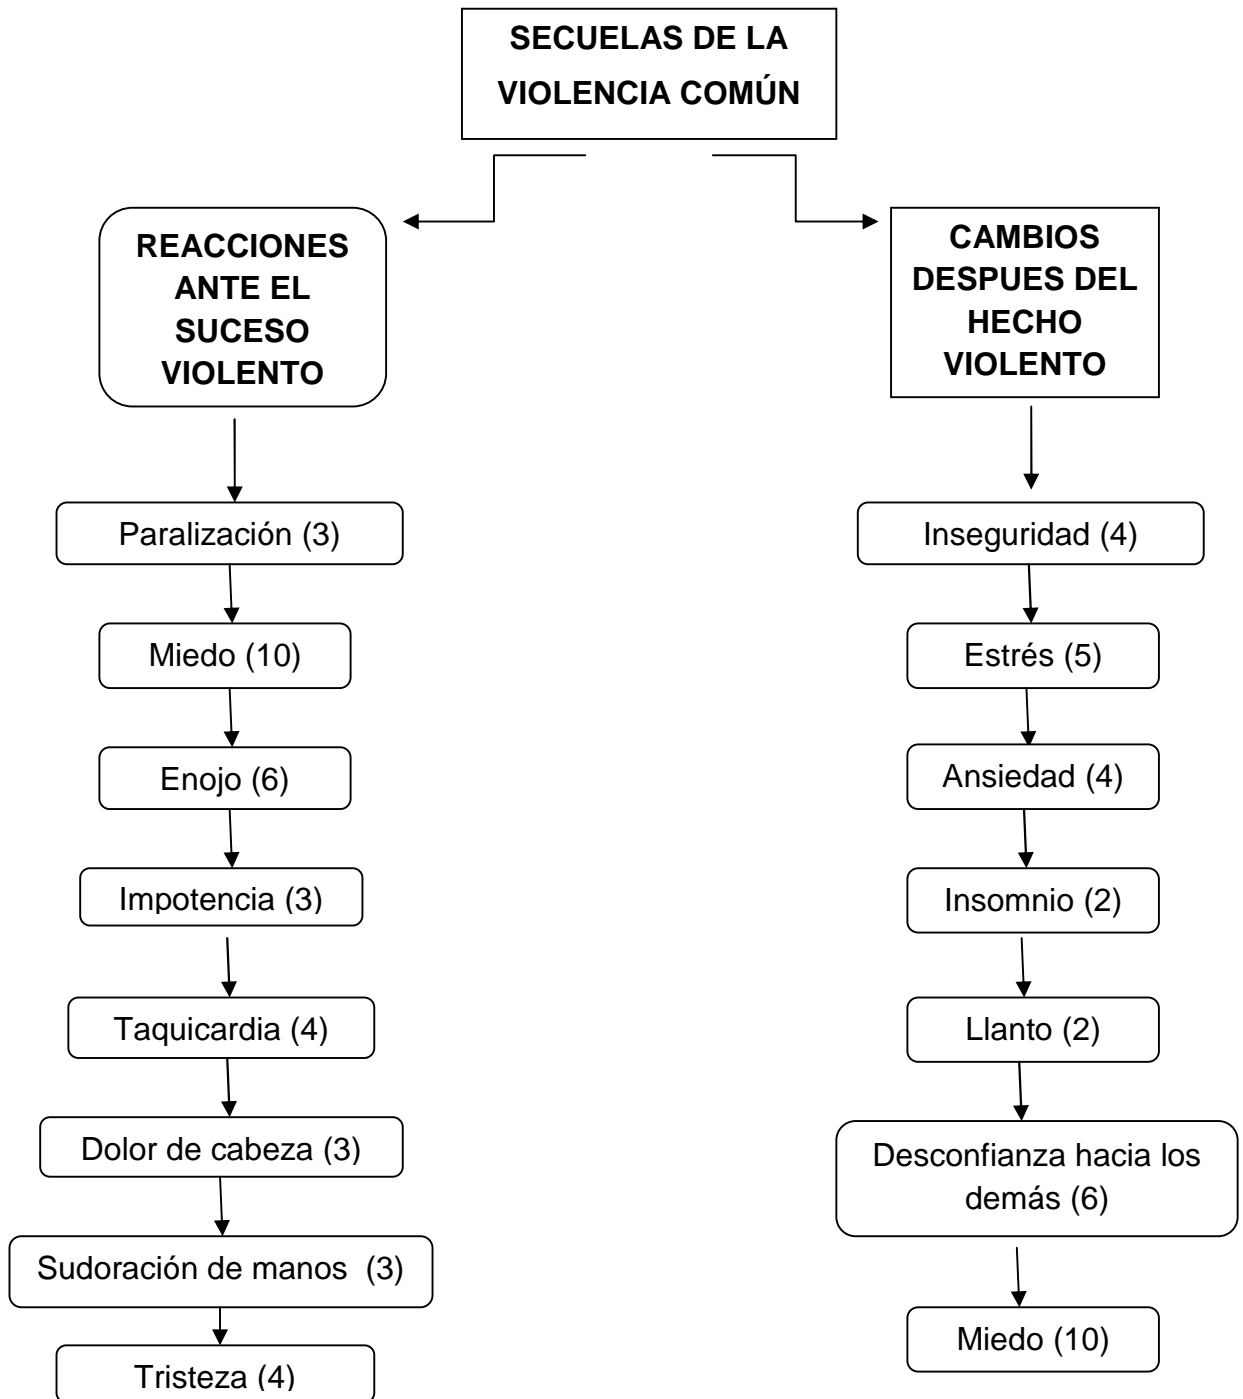 SECUELAS DE LA
VIOLENCIA COMÚN
REACCIONES
ANTE EL
SUCESO
VIOLENTO
Paralización (3)
Miedo (10)
Enojo (6)
Impotencia (3)
Taquicardia (4)
Dolor de cabeza (3)
Sudoración de manos (3)
Tristeza (4)
CAMBIOS
DESPUES DEL
HECHO
VIOLENTO
Inseguridad (4)
Estrés (5)
Ansiedad (4)
Insomnio (2)
Llanto (2)
Desconfianza hacia los
demás (6)
Miedo (10)